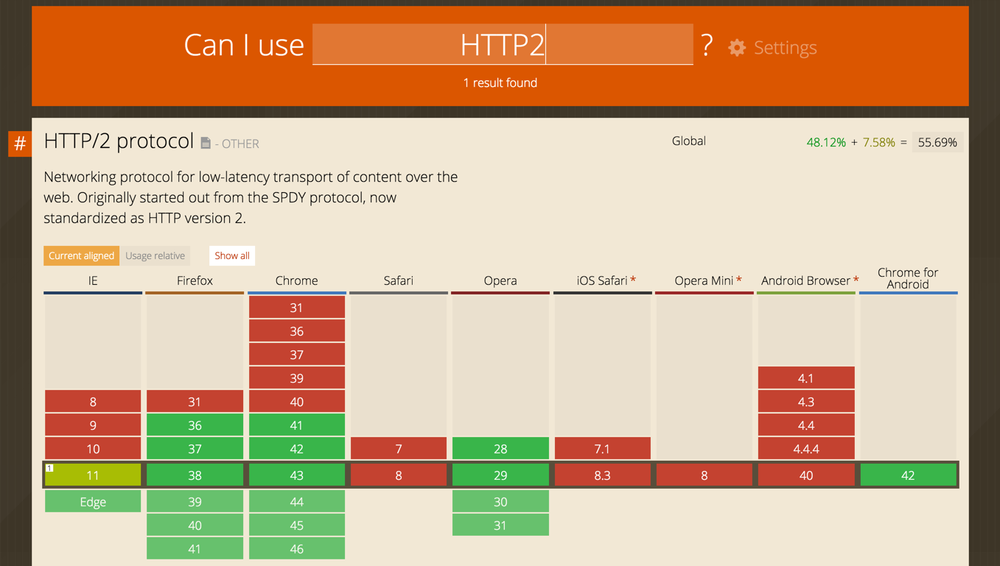 Can I use HTTP2 ? Settings
1 result found
# HTTP/2 protocol - OTHER Global 48.12% + 7.58% = 55.69%
Networking protocol for low-latency transport of content over the
web. Originally started out from the SPDY protocol, now
standardized as HTTP version 2.
Current aligned Usage relative Show all
IE Firefox Chrome Safari Opera iOS Safari * Opera Mini * Android Browser * Chrome for
Android
31
36
37
39 4.1
8 31 40 4.3
9 36 41 4.4
10 37 42 7 28 7.1 4.4.4
1 11 38 43 8 29 8.3 8 40 42
Edge 39 44 30
40 45 31
41 46